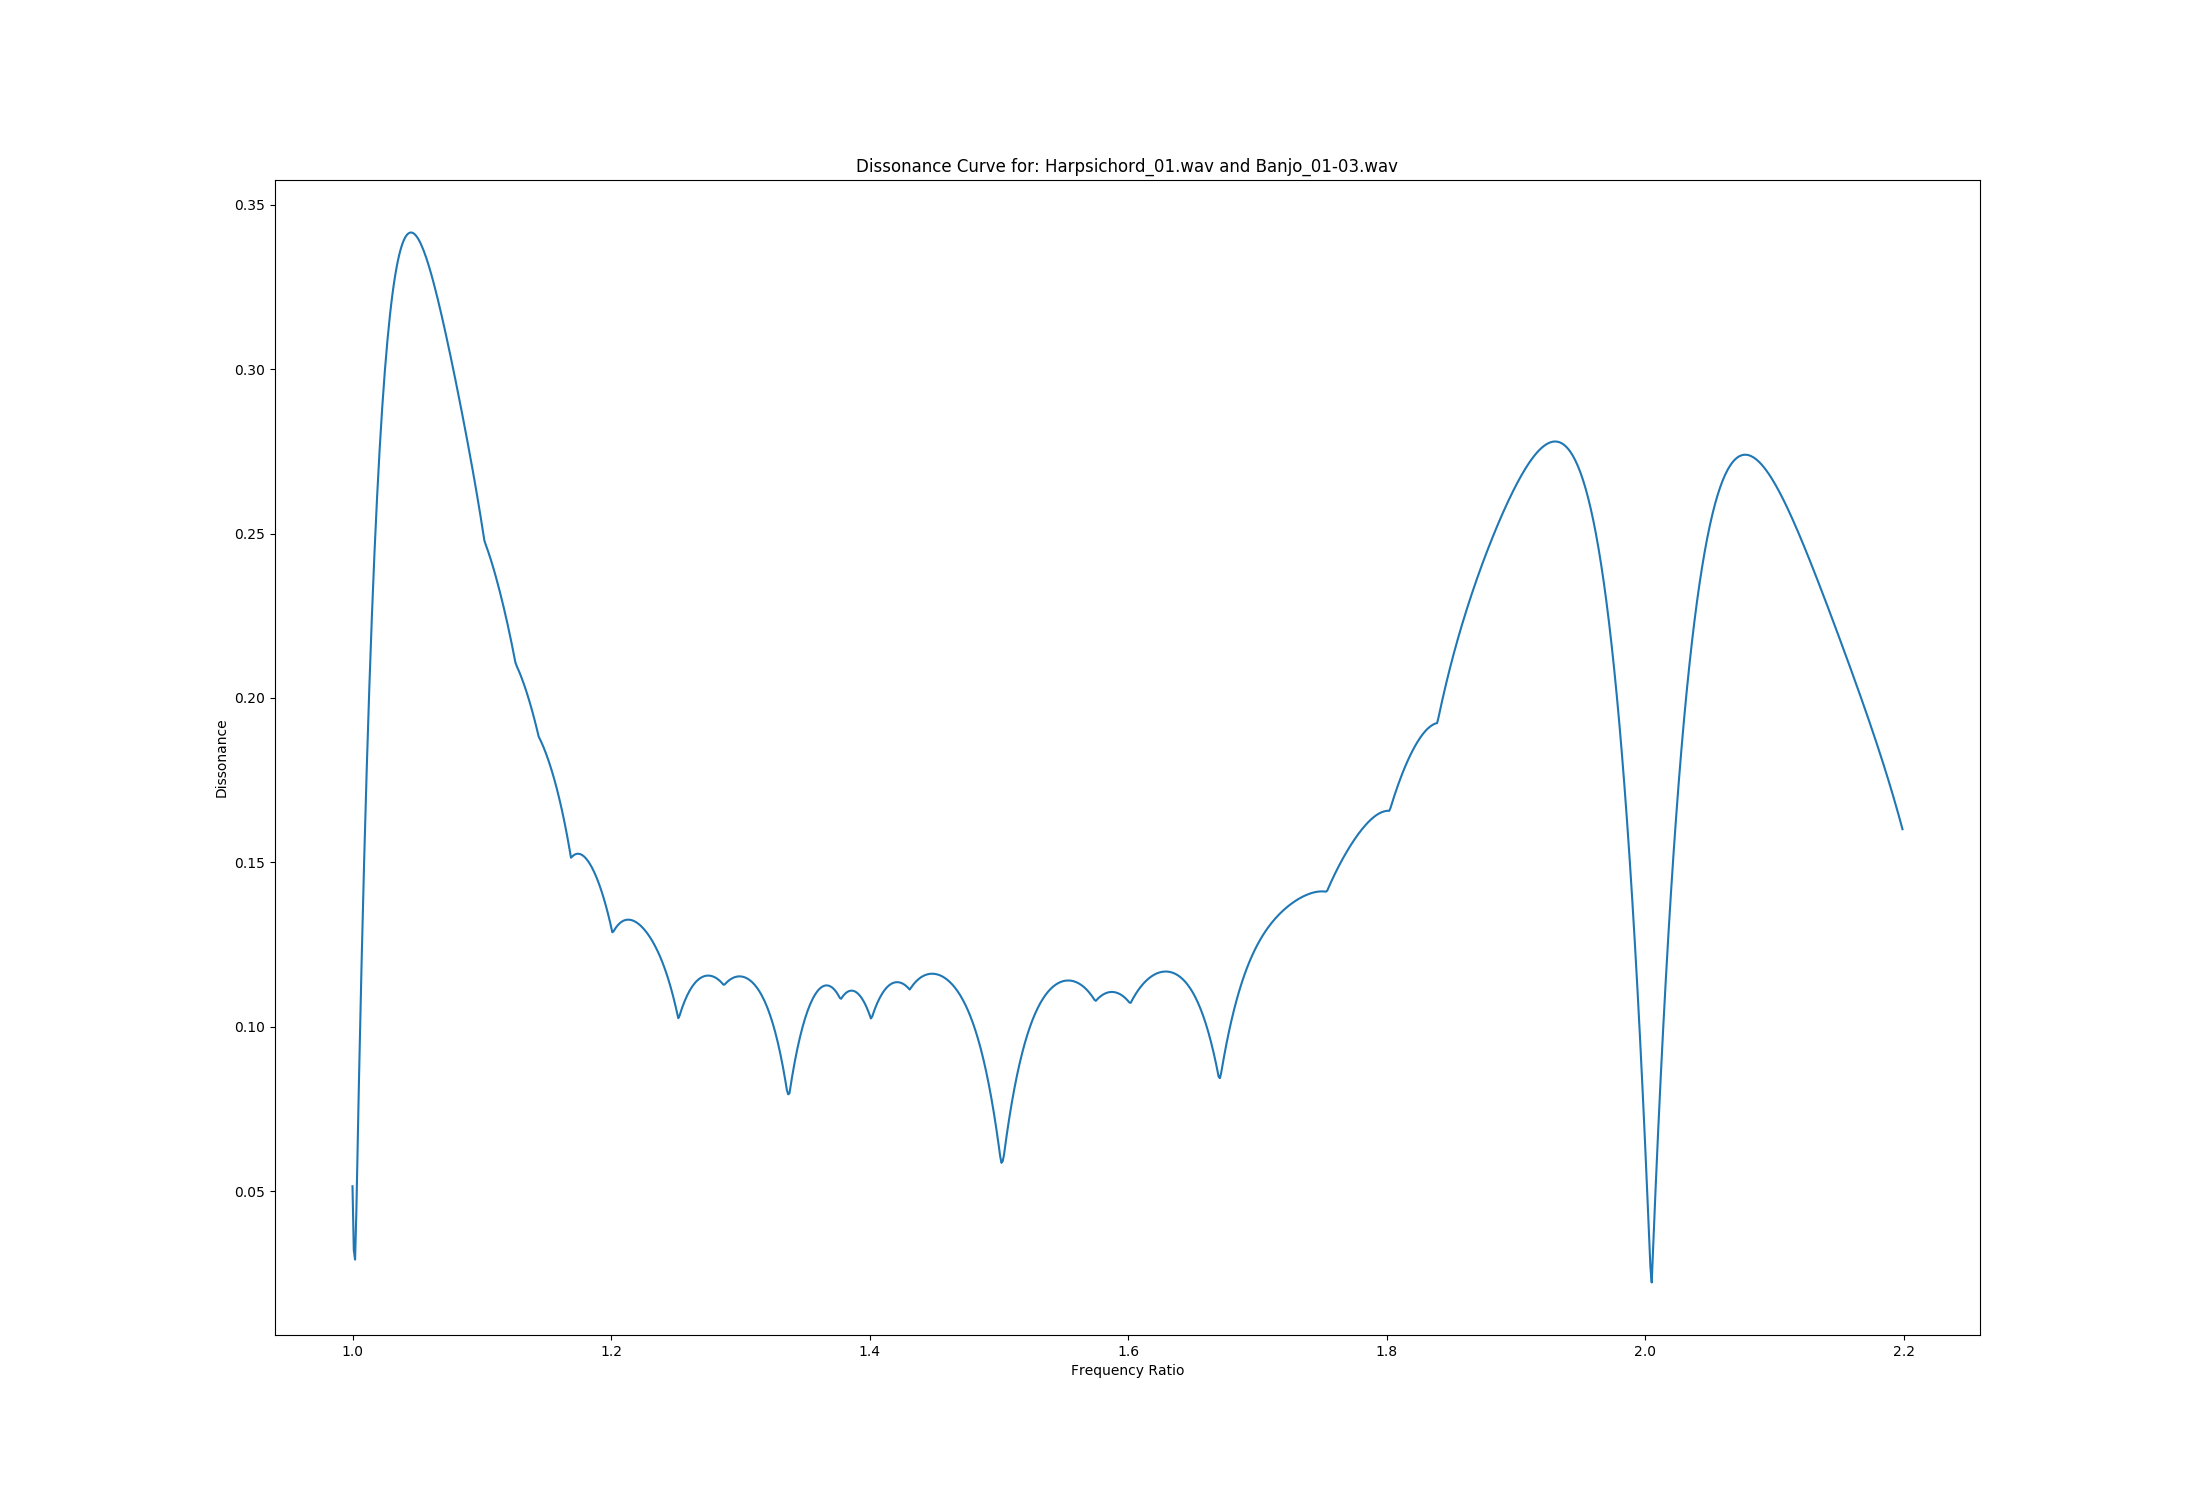 Dissonance Curve for: Harpsichord_01.wav and Banjo_01-03.wav
0.35
0.30
0.25
0.20
0.15
0.10
0.05
Dissonance
1.0 1.2 1.4 1.6 1.8 2.0 2.2
Frequency Ratio